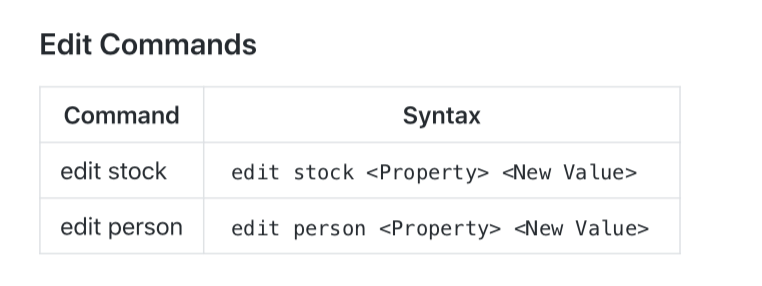 Edit Commands
Command Syntax
edit stock edit stock <Property> <New Value>
edit person edit person <Property> <New Value>